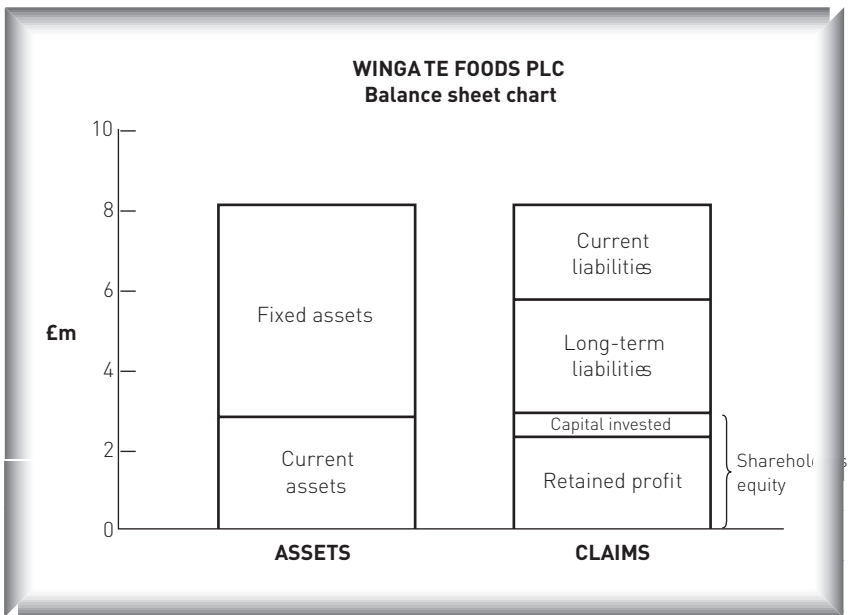 WINGATE FOODS PLC
Balance sheet chart
10
8
6
£m
4
2
0
Fixed assets
Current
assets
Current
liabilities
Long-term
liabilities
Capital invested
Retained profit
equity
ASSETS
CLAIMS